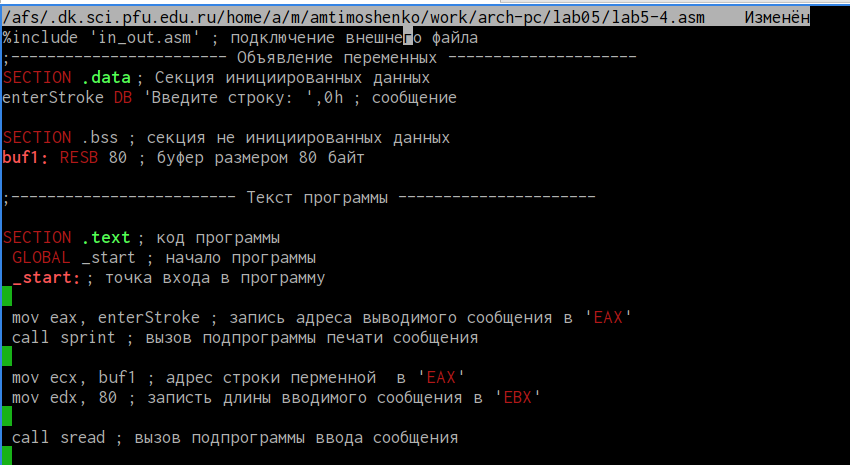 /afs/.dk.sci.pfu.edu.ru/home/a/m/amtimoshenko/work/arch-pc/lab05/lab5-4.asm Изменён
%include 'in_out.asm' ; подключение внешнего файла
;------------------------ Объявление переменных ---------------------
SECTION .data ; Секция инициированных данных
enterStroke DB 'Введите строку: ',0h ; сообщение
SECTION .bss ; секция не инициированных данных
buf1: RESB 80 ; буфер размером 80 байт
;------------------------- Текст программы ----------------------
SECTION .text ; код программы
GLOBAL _start ; начало программы
_start: ; точка входа в программу
mov eax, enterStroke ; запись адреса выводимого сообщения в 'EAX'
call sprint ; вызов подпрограммы печати сообщения
mov ecx, buf1 ; адрес строки перменной в 'EAX'
mov edx, 80 ; записть длины вводимого сообщения в 'EBX'
call sread ; вызов подпрограммы ввода сообщения